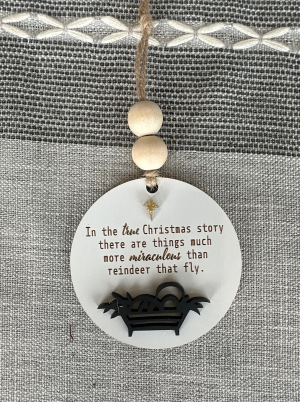 In the true Christmas story
there are things much
more miraculous than
reindeer that fly.